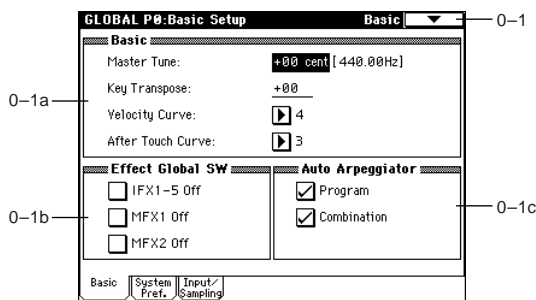 GLOBAL P0:Basic Setup Basic 0–1
Basic
Master Tune: +00 cent [440.00Hz]
Key Transpose: +00
0–1a
Velocity Curve: 4
After Touch Curve: 3
Effect Global SW Auto Arpeggiator
IFX1-5 Off Program
0–1b MFX1 Off Combination 0–1c
MFX2 Off
Basic System Pref. Input/Sampling